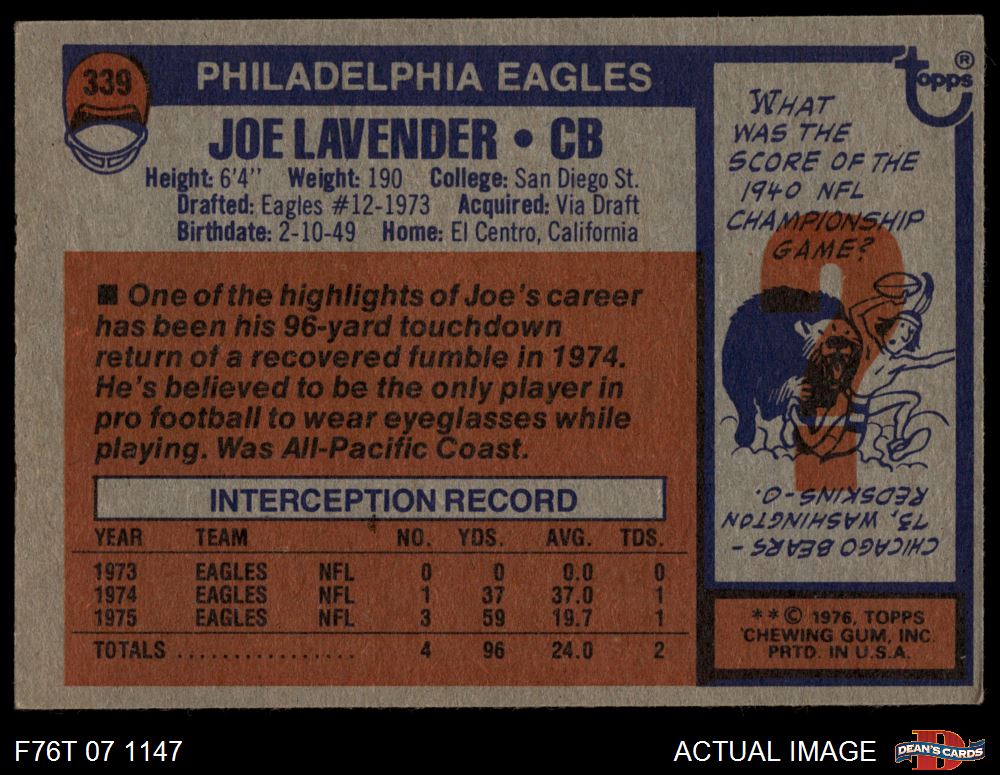 339
PHILADELPHIA EAGLES
JOE LAVENDER • CB
Height: 6'4" Weight: 190 College: San Diego St.
Drafted: Eagles #12-1973 Acquired: Via Draft
Birthdate: 2-10-49 Home: El Centro, California
■ One of the highlights of Joe's career
has been his 96-yard touchdown
return of a recovered fumble in 1974.
He's believed to be the only player in
pro football to wear eyeglasses while
playing. Was All-Pacific Coast.
INTERCEPTION RECORD
YEAR TEAM NO. YDS. AVG. TDS.
1973 EAGLES NFL 0 0 0.0 0
1974 EAGLES NFL 1 37 37.0 1
1975 EAGLES NFL 3 59 19.7 1
TOTALS ................ 4 96 24.0 2
topps ®
WHAT
WAS THE
SCORE OF THE
1940 NFL
CHAMPIONSHIP
GAME?
?
CHICAGO BEARS –
73, WASHINGTON
REDSKINS-0.
**© 1976, TOPPS
CHEWING GUM, INC.
PRTD. IN U.S.A.
F76T 07 1147
ACTUAL IMAGE
DEAN'S CARDS